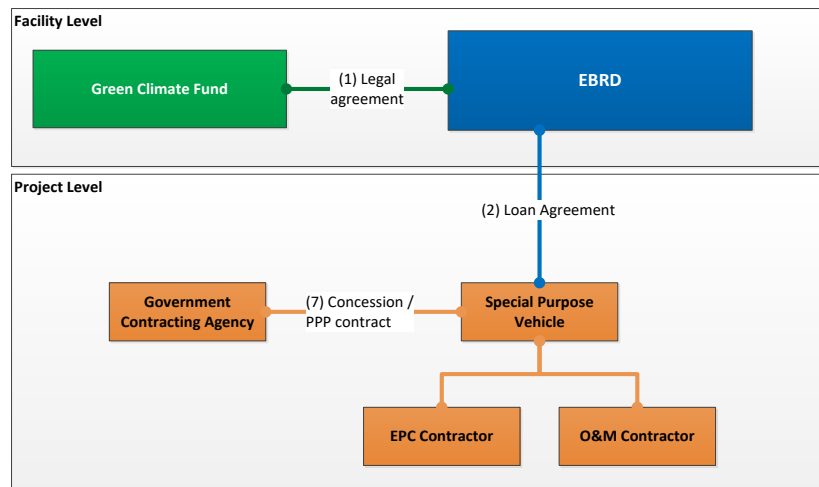 Facility Level
Green Climate Fund
(1) Legal
agreement
EBRD
Project Level
(2) Loan Agreement
Government
Contracting Agency
(7) Concession /
PPP contract
Special Purpose
Vehicle
EPC Contractor
O&M Contractor